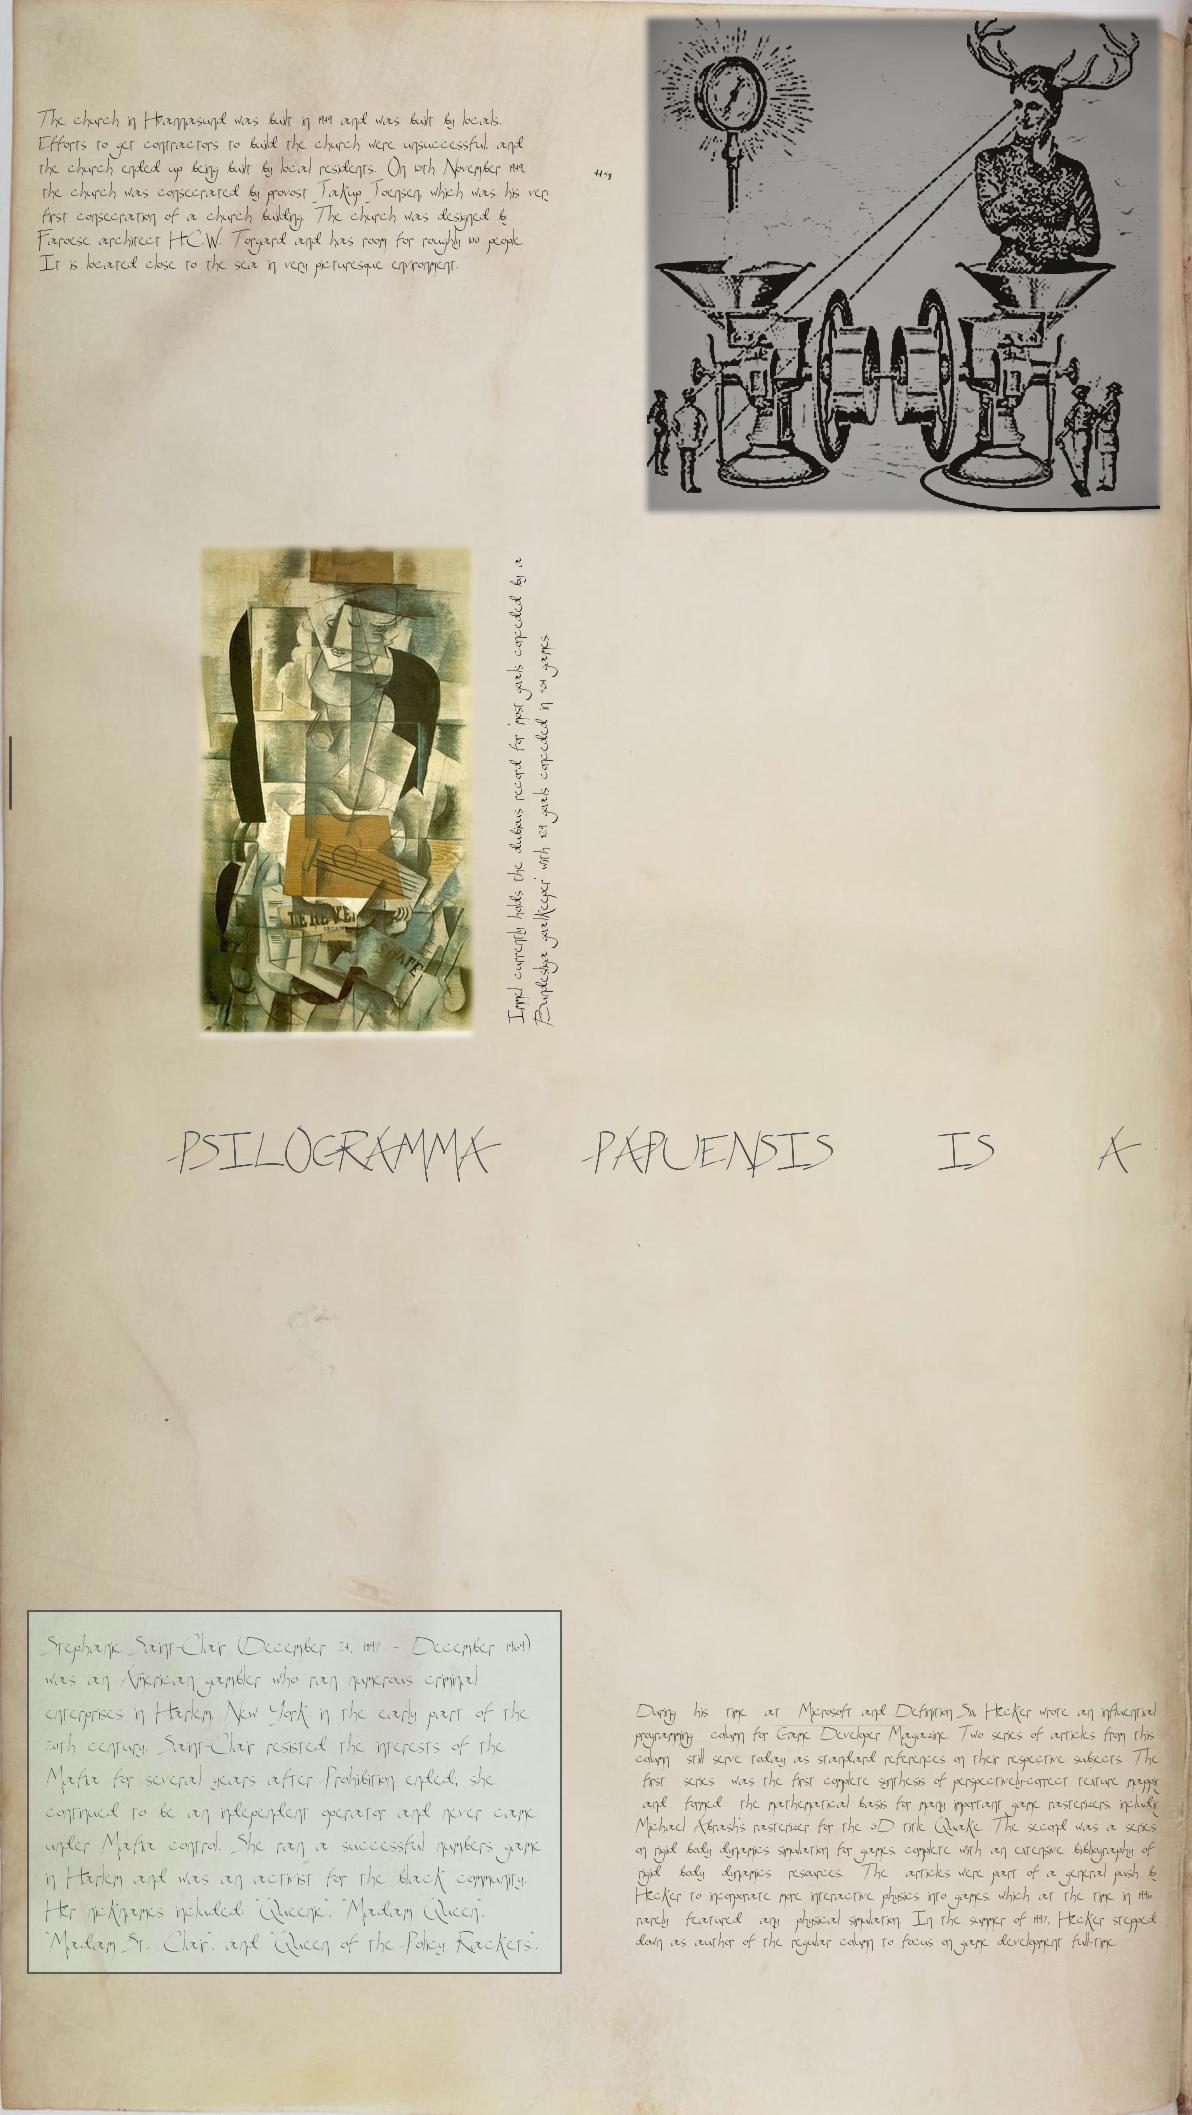 The church in Hvannasund was built in 1949 and was built by locals.
Efforts to get contractors to build the church were unsuccessful, and
the church ended up being built by local residents. On 10th November 1949,
the church was consecrated by provost Jákup Joensen, which was his very
first consecration of a church building. The church was designed by
Faroese architect H.C.W. Tórgarð and has room for roughly 100 people.
It is located close to the sea in very picturesque environment.
Immel currently holds the dubious record for most goals conceded by a
Bundesliga goalkeeper with 829 goals conceded in 534 games.
LE RÉVE
PSILOGRAMMA PAPUENSIS IS A
Stephanie Saint-Clair (December 24, 1897 – December 1969)
was an American gambler who ran numerous criminal
enterprises in Harlem, New York in the early part of the
20th century. Saint-Clair resisted the interests of the
Mafia for several years after Prohibition ended; she
continued to be an independent operator and never came
under Mafia control. She ran a successful numbers game
in Harlem and was an activist for the black community.
Her nicknames included: "Queenie", "Madam Queen",
"Madam St. Clair", and "Queen of the Policy Rackets".
During his time at Microsoft and Definition Six, Hecker wrote an influential
programming column for Game Developer Magazine. Two series of articles from this
column still serve today as standard references on their respective subjects. The
first series was the first complete synthesis of perspectively-correct texture mappin
and formed the mathematical basis for many important game rasterizers, includin
Michael Abrash's rasterizer for the 3D title Quake. The second was a series
on rigid body dynamics simulation for games, complete with an extensive bibliography of
rigid body dynamics resources. The articles were part of a general push by
Hecker to incorporate more interactive physics into games which at the time in 1996
rarely featured any physical simulation. In the summer of 1997, Hecker stepped
down as author of the regular column to focus on game development full-time.